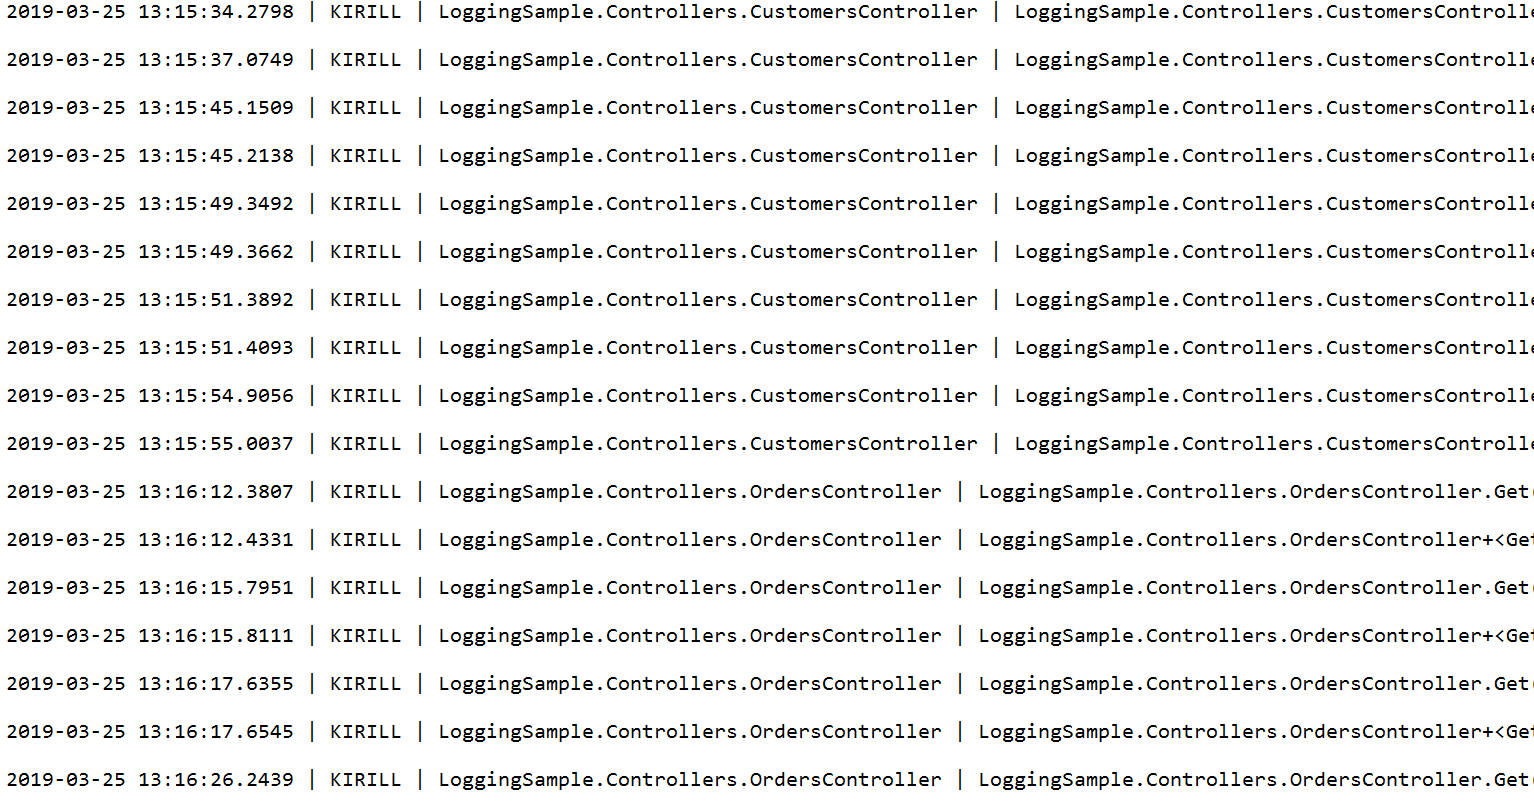 2019-03-25 13:15:34.2798 | KIRILL | LoggingSample.Controllers.CustomersController | LoggingSample.Controllers.CustomersControlle
2019-03-25 13:15:37.0749 | KIRILL | LoggingSample.Controllers.CustomersController | LoggingSample.Controllers.CustomersControlle
2019-03-25 13:15:45.1509 | KIRILL | LoggingSample.Controllers.CustomersController | LoggingSample.Controllers.CustomersControlle
2019-03-25 13:15:45.2138 | KIRILL | LoggingSample.Controllers.CustomersController | LoggingSample.Controllers.CustomersControlle
2019-03-25 13:15:49.3492 | KIRILL | LoggingSample.Controllers.CustomersController | LoggingSample.Controllers.CustomersControlle
2019-03-25 13:15:49.3662 | KIRILL | LoggingSample.Controllers.CustomersController | LoggingSample.Controllers.CustomersControlle
2019-03-25 13:15:51.3892 | KIRILL | LoggingSample.Controllers.CustomersController | LoggingSample.Controllers.CustomersControlle
2019-03-25 13:15:51.4093 | KIRILL | LoggingSample.Controllers.CustomersController | LoggingSample.Controllers.CustomersControlle
2019-03-25 13:15:54.9056 | KIRILL | LoggingSample.Controllers.CustomersController | LoggingSample.Controllers.CustomersControlle
2019-03-25 13:15:55.0037 | KIRILL | LoggingSample.Controllers.CustomersController | LoggingSample.Controllers.CustomersControlle
2019-03-25 13:16:12.3807 | KIRILL | LoggingSample.Controllers.OrdersController | LoggingSample.Controllers.OrdersController.Get(
2019-03-25 13:16:12.4331 | KIRILL | LoggingSample.Controllers.OrdersController | LoggingSample.Controllers.OrdersController+<Get
2019-03-25 13:16:15.7951 | KIRILL | LoggingSample.Controllers.OrdersController | LoggingSample.Controllers.OrdersController.Get(
2019-03-25 13:16:15.8111 | KIRILL | LoggingSample.Controllers.OrdersController | LoggingSample.Controllers.OrdersController+<Get
2019-03-25 13:16:17.6355 | KIRILL | LoggingSample.Controllers.OrdersController | LoggingSample.Controllers.OrdersController.Get(
2019-03-25 13:16:17.6545 | KIRILL | LoggingSample.Controllers.OrdersController | LoggingSample.Controllers.OrdersController+<Get
2019-03-25 13:16:26.2439 | KIRILL | LoggingSample.Controllers.OrdersController | LoggingSample.Controllers.OrdersController.Get(